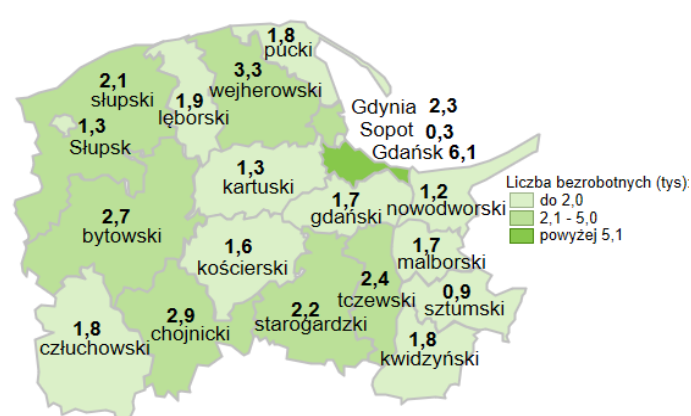 1,8
pucki
3,3
wejherowski
2,1
słupski
1,9
lęborski
1,3
Słupsk
Gdynia 2,3
Sopot 0,3
Gdańsk 6,1
1,3
kartuski
1,7
gdański
1,2
nowodworski
Liczba bezrobotnych (tys):
do 2,0
2,1 - 5,0
powyżej 5,1
2,7
bytowski
1,6
kościerski
1,7
malborski
2,4
tczewski
0,9
sztumski
2,2
starogardzki
2,9
chojnicki
1,8
człuchowski
1,8
kwidzyński